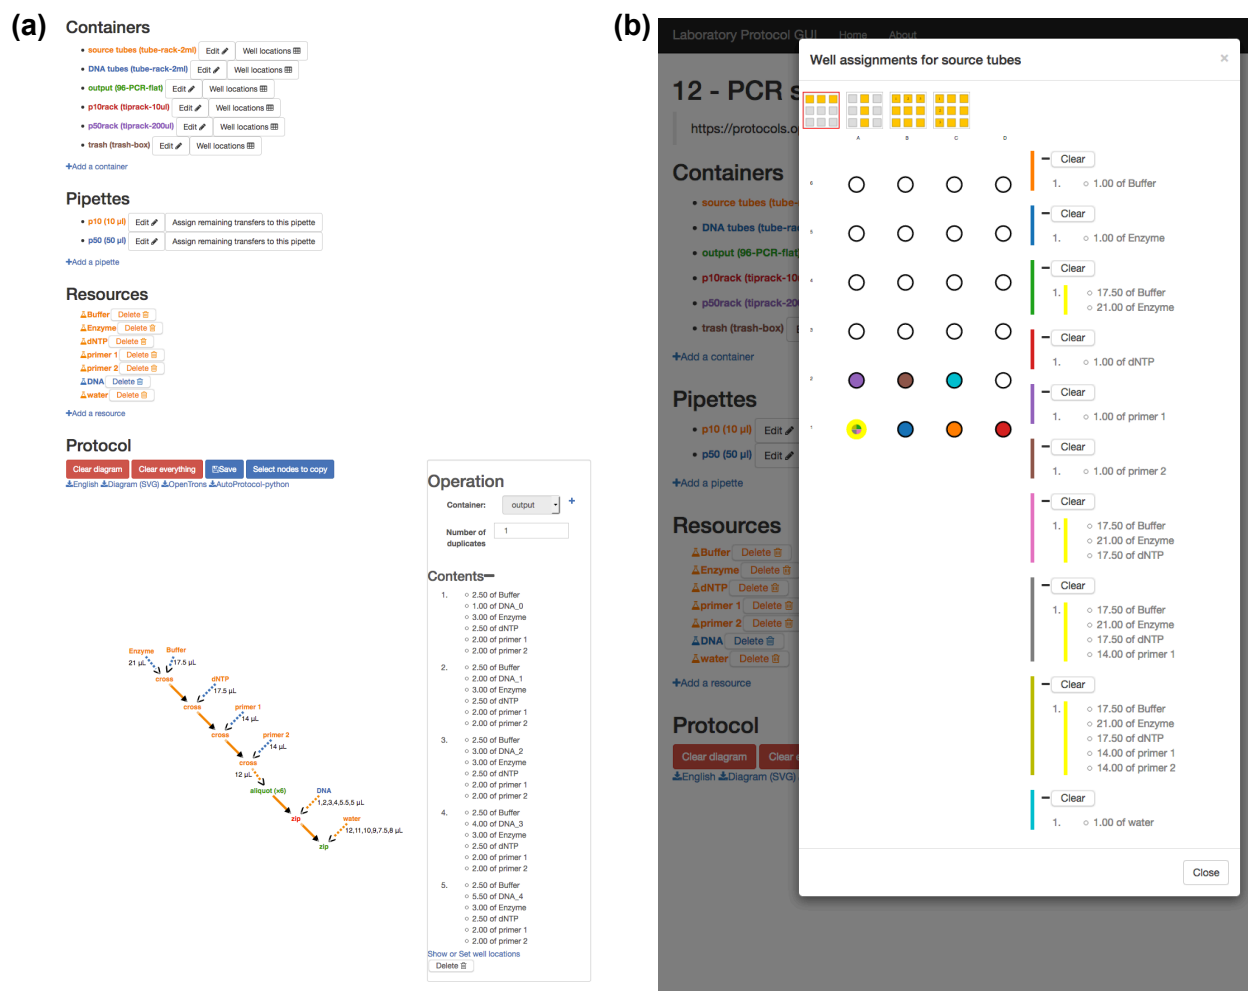 (a)
Containers
source tubes (tube-rack-2ml) Edit Well locations
DNA tubes (tube-rack-2ml) Edit Well locations
output (96-PCR-flat) Edit Well locations
p10rack (tiprack-10ul) Edit Well locations
p50rack (tiprack-200ul) Edit Well locations
trash (trash-box) Edit Well locations
+Add a container
Pipettes
p10 (10 µl) Edit Assign remaining transfers to this pipette
p50 (50 µl) Edit Assign remaining transfers to this pipette
+Add a pipette
Resources
Buffer Delete
Enzyme Delete
dNTP Delete
primer 1 Delete
primer 2 Delete
DNA Delete
water Delete
+Add a resource
Protocol
Clear diagram Clear everything Save Select nodes to copy
English Diagram (SVG) OpenTrons AutoProtocol-python
Enzyme Buffer
21 µL 17.5 µL
cross dNTP
17.5 µL
cross primer 1
14 µL
cross primer 2
14 µL
cross
12 µL
aliquot (x6) DNA
1,2,3,4,5.5,5 µL
zip water
12,11,10,9,7.5,8 µL
zip
Operation
Container: output +
Number of duplicates 1
Contents−
1. 2.50 of Buffer
1.00 of DNA_0
3.00 of Enzyme
2.50 of dNTP
2.00 of primer 1
2.00 of primer 2
2. 2.50 of Buffer
2.00 of DNA_1
3.00 of Enzyme
2.50 of dNTP
2.00 of primer 1
2.00 of primer 2
3. 2.50 of Buffer
3.00 of DNA_2
3.00 of Enzyme
2.50 of dNTP
2.00 of primer 1
2.00 of primer 2
4. 2.50 of Buffer
4.00 of DNA_3
3.00 of Enzyme
2.50 of dNTP
2.00 of primer 1
2.00 of primer 2
5. 2.50 of Buffer
5.50 of DNA_4
3.00 of Enzyme
2.50 of dNTP
2.00 of primer 1
2.00 of primer 2
Show or Set well locations
Delete
(b)
Laboratory Protocol GUI Home About
12 - PCR s
https://protocols.o
Containers
source tubes (tube-
DNA tubes (tube-ra
output (96-PCR-flat
p10rack (tiprack-10
p50rack (tiprack-20
trash (trash-box)
+Add a container
Pipettes
p10 (10 µl) Edit
p50 (50 µl) Edit
+Add a pipette
Resources
Buffer Delete
Enzyme Delete
dNTP Delete
primer 1 Delete
primer 2 Delete
DNA Delete
water Delete
+Add a resource
Protocol
Clear diagram Clear e
English Diagram (SVG)
Well assignments for source tubes ×
A B C D
6
5
4
3
2
1
− Clear
1. 1.00 of Buffer
− Clear
1. 1.00 of Enzyme
− Clear
1. 17.50 of Buffer
21.00 of Enzyme
− Clear
1. 1.00 of dNTP
− Clear
1. 1.00 of primer 1
− Clear
1. 1.00 of primer 2
− Clear
1. 17.50 of Buffer
21.00 of Enzyme
17.50 of dNTP
− Clear
1. 17.50 of Buffer
21.00 of Enzyme
17.50 of dNTP
14.00 of primer 1
− Clear
1. 17.50 of Buffer
21.00 of Enzyme
17.50 of dNTP
14.00 of primer 1
14.00 of primer 2
− Clear
1. 1.00 of water
Close